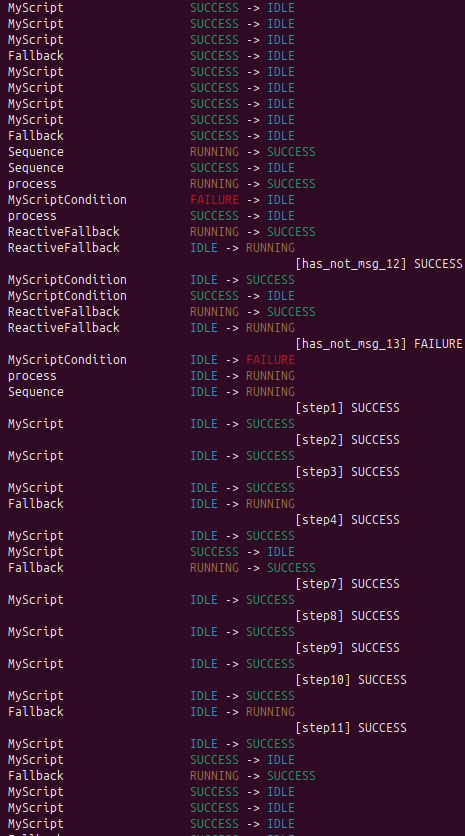 MyScript SUCCESS -> IDLE
MyScript SUCCESS -> IDLE
MyScript SUCCESS -> IDLE
Fallback SUCCESS -> IDLE
MyScript SUCCESS -> IDLE
MyScript SUCCESS -> IDLE
MyScript SUCCESS -> IDLE
MyScript SUCCESS -> IDLE
Fallback SUCCESS -> IDLE
Sequence RUNNING -> SUCCESS
Sequence SUCCESS -> IDLE
process RUNNING -> SUCCESS
MyScriptCondition FAILURE -> IDLE
process SUCCESS -> IDLE
ReactiveFallback RUNNING -> SUCCESS
ReactiveFallback IDLE -> RUNNING
[has_not_msg_12] SUCCESS
MyScriptCondition IDLE -> SUCCESS
MyScriptCondition SUCCESS -> IDLE
ReactiveFallback RUNNING -> SUCCESS
ReactiveFallback IDLE -> RUNNING
[has_not_msg_13] FAILURE
MyScriptCondition IDLE -> FAILURE
process IDLE -> RUNNING
Sequence IDLE -> RUNNING
[step1] SUCCESS
MyScript IDLE -> SUCCESS
[step2] SUCCESS
MyScript IDLE -> SUCCESS
[step3] SUCCESS
MyScript IDLE -> SUCCESS
Fallback IDLE -> RUNNING
[step4] SUCCESS
MyScript IDLE -> SUCCESS
MyScript SUCCESS -> IDLE
Fallback RUNNING -> SUCCESS
[step7] SUCCESS
MyScript IDLE -> SUCCESS
[step8] SUCCESS
MyScript IDLE -> SUCCESS
[step9] SUCCESS
MyScript IDLE -> SUCCESS
[step10] SUCCESS
MyScript IDLE -> SUCCESS
Fallback IDLE -> RUNNING
[step11] SUCCESS
MyScript IDLE -> SUCCESS
MyScript SUCCESS -> IDLE
Fallback RUNNING -> SUCCESS
MyScript SUCCESS -> IDLE
MyScript SUCCESS -> IDLE
MyScript SUCCESS -> IDLE